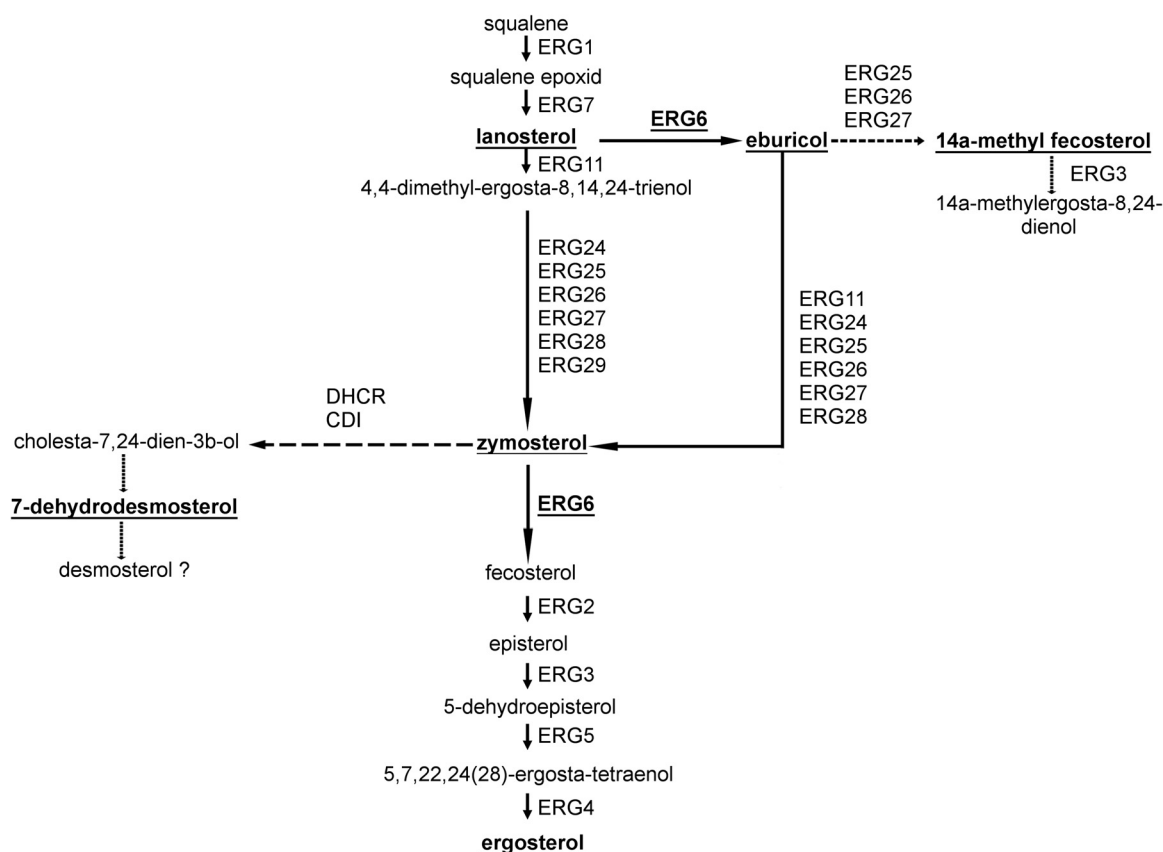 squalene
ERG1
squalene epoxid
ERG7
lanosterol
ERG6
eburicol
ERG25
ERG26
ERG27
14a-methyl fecosterol
ERG3
14a-methylergosta-8,24-
dienol
ERG11
4,4-dimethyl-ergosta-8,14,24-trienol
ERG24
ERG25
ERG26
ERG27
ERG28
ERG29
ERG11
ERG24
ERG25
ERG26
ERG27
ERG28
DHCR
CDI
cholesta-7,24-dien-3b-ol
zymosterol
7-dehydrodesmosterol
desmosterol ?
ERG6
fecosterol
ERG2
episterol
ERG3
5-dehydroepisterol
ERG5
5,7,22,24(28)-ergosta-tetraenol
ERG4
ergosterol